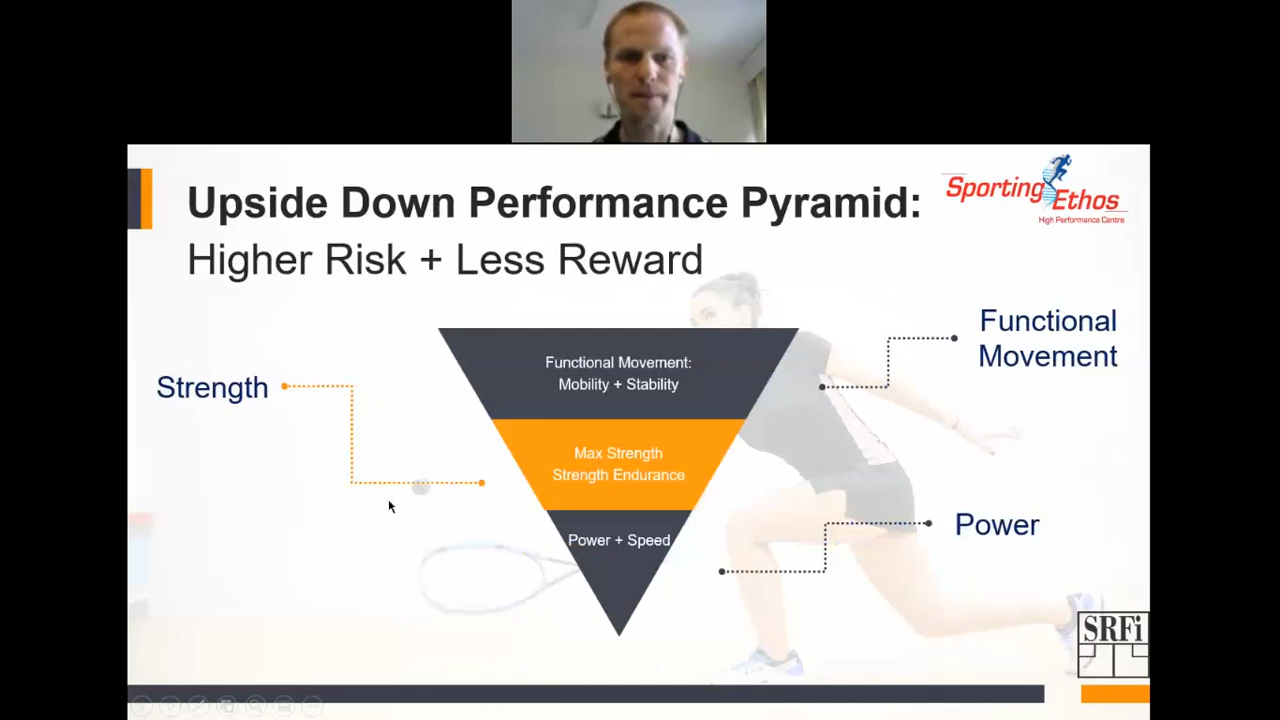 Upside Down Performance Pyramid:
Higher Risk + Less Reward
Sporting
Ethos
High Performance Centre
Functional
Movement
Functional Movement:
Mobility + Stability
Strength
Max Strength
Strength Endurance
Power + Speed
Power
SRFi